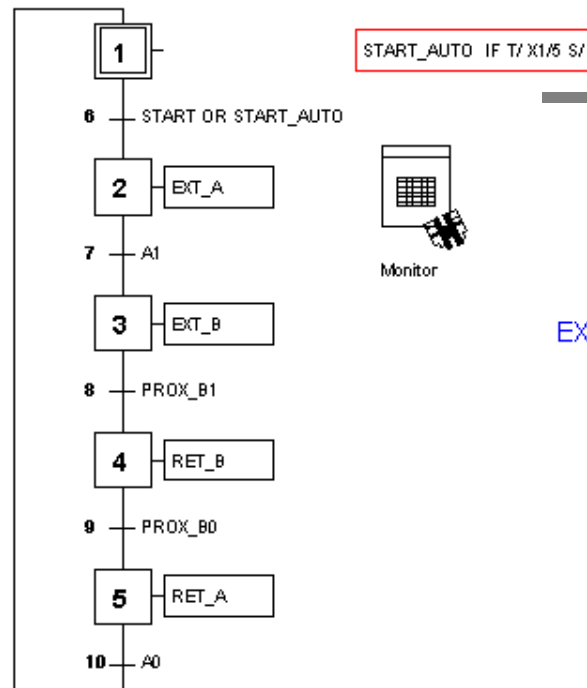 1
START_AUTO IF T/ X1/5 S/
6 START OR START_AUTO
2 EXT_A
7 A1
Monitor
3 EXT_B
EX
8 PROX_B1
4 RET_B
9 PROX_B0
5 RET_A
10 A0